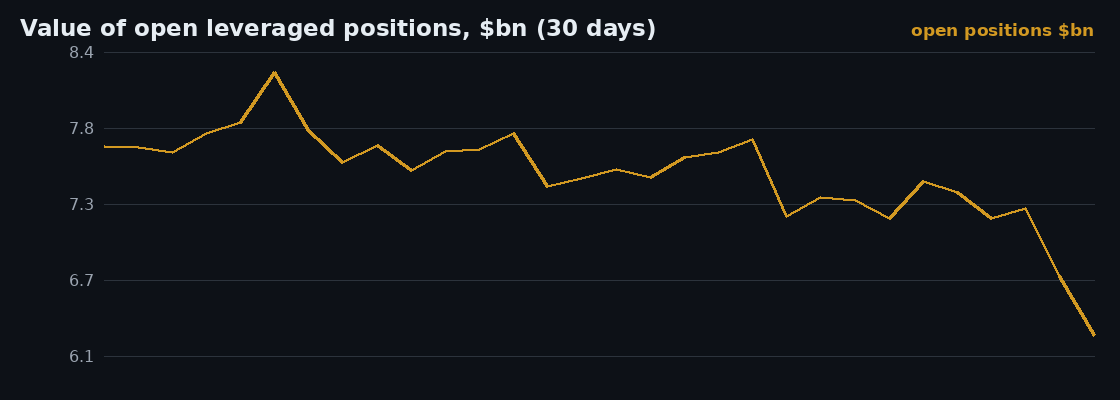 Value of open leveraged positions, $bn (30 days)
open positions $bn
8.4
7.8
7.3
6.7
6.1